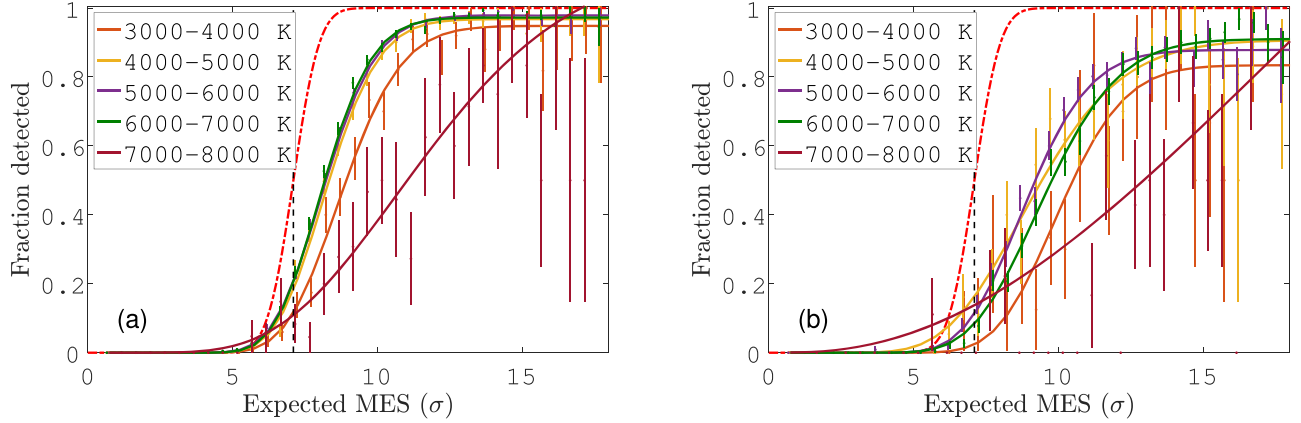 1
0.8
0.6
0.4
0.2
0
Fraction detected
3000-4000 K
4000-5000 K
5000-6000 K
6000-7000 K
7000-8000 K
(a)
0 5 10 15
Expected MES (σ)
1
0.8
0.6
0.4
0.2
0
Fraction detected
3000-4000 K
4000-5000 K
5000-6000 K
6000-7000 K
7000-8000 K
(b)
0 5 10 15
Expected MES (σ)